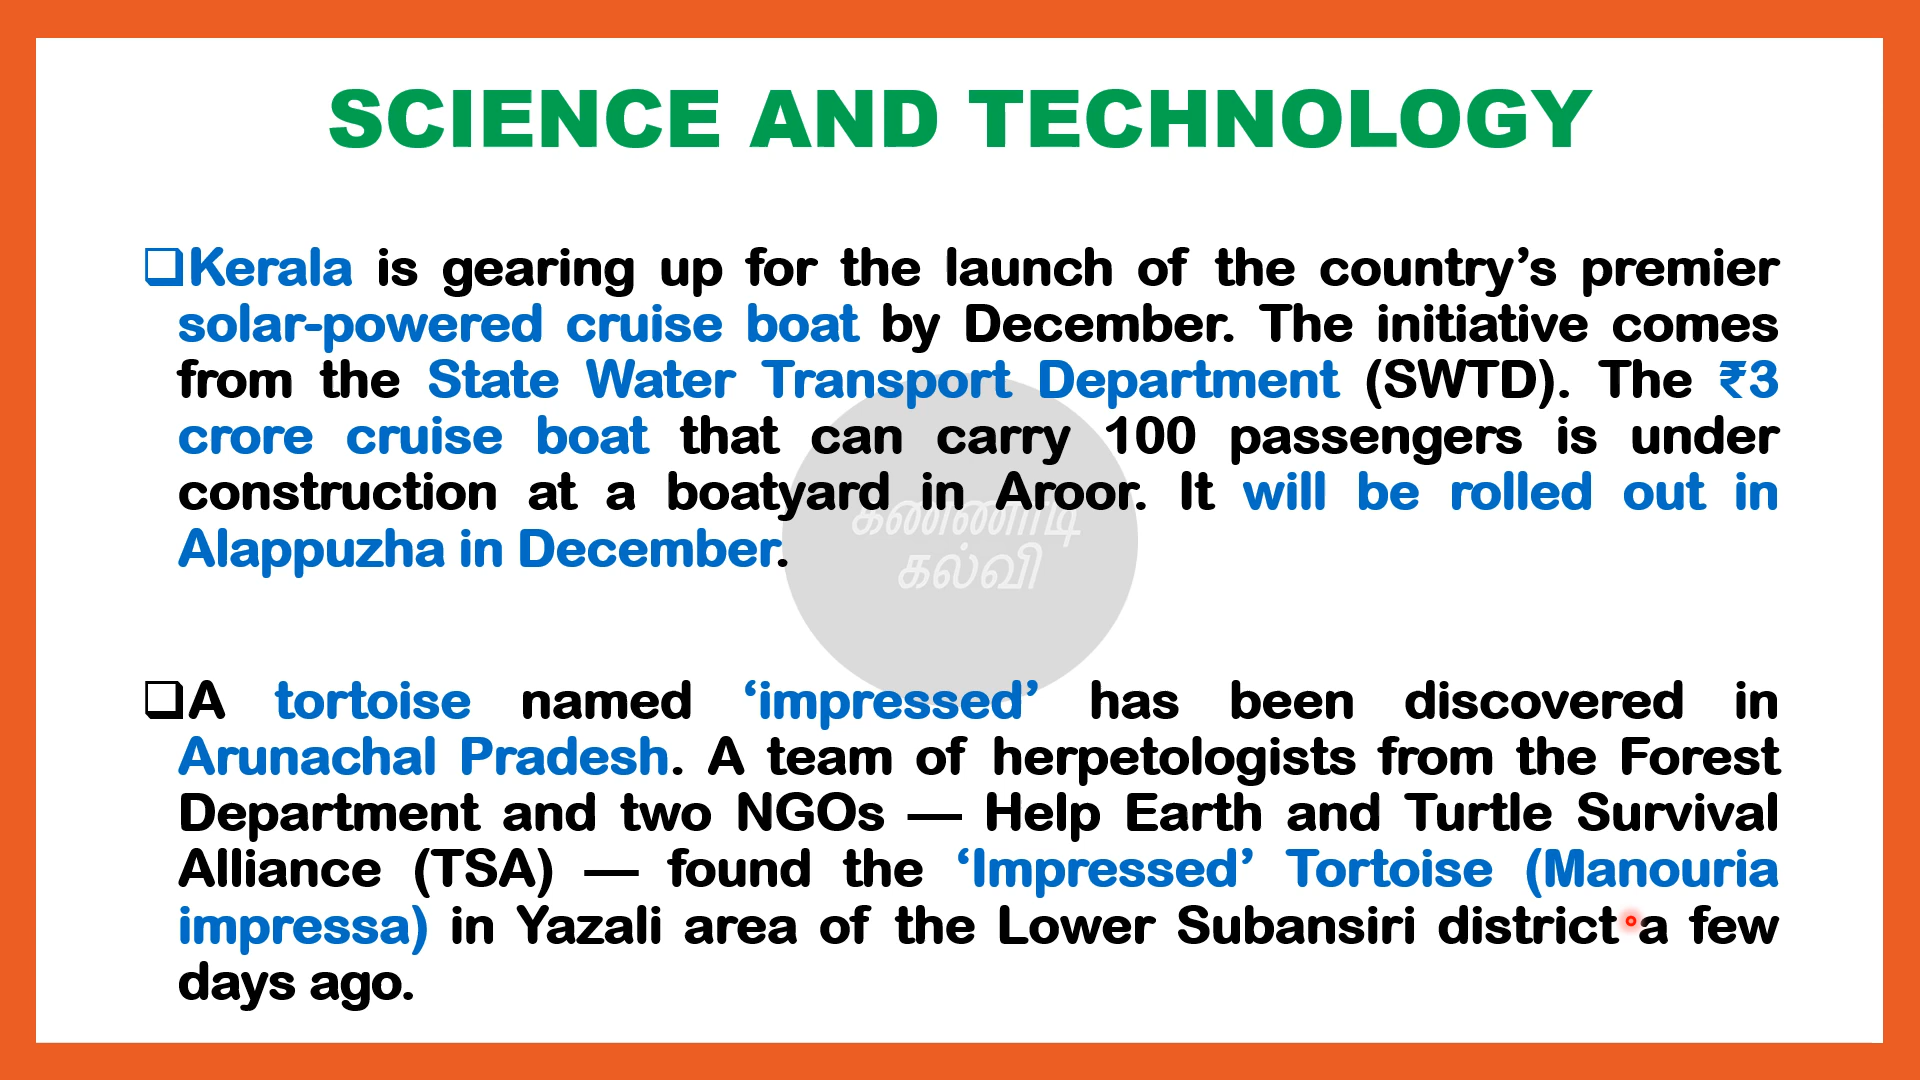 SCIENCE AND TECHNOLOGY
❑Kerala is gearing up for the launch of the country’s premier
solar-powered cruise boat by December. The initiative comes
from the State Water Transport Department (SWTD). The ₹3
crore cruise boat that can carry 100 passengers is under
construction at a boatyard in Aroor. It will be rolled out in
Alappuzha in December.
கண்ணாடி
கல்வி
❑A tortoise named ‘impressed’ has been discovered in
Arunachal Pradesh. A team of herpetologists from the Forest
Department and two NGOs — Help Earth and Turtle Survival
Alliance (TSA) — found the ‘Impressed’ Tortoise (Manouria
impressa) in Yazali area of the Lower Subansiri district a few
days ago.